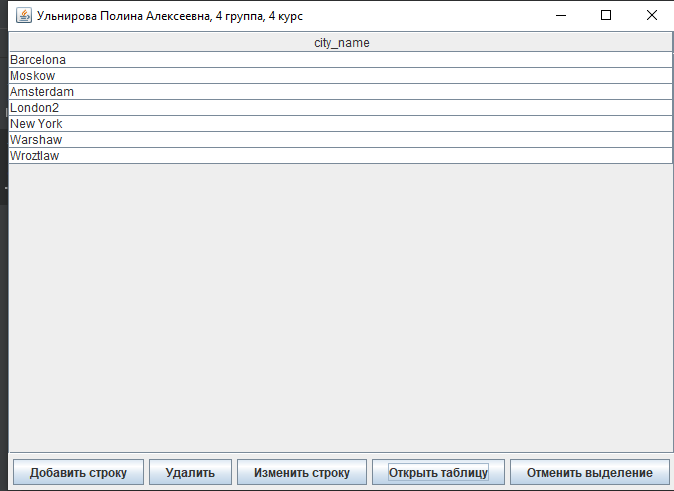 Ульнирова Полина Алексеевна, 4 группа, 4 курс
city_name
Barcelona
Moskow
Amsterdam
London2
New York
Warshaw
Wroztlaw
Добавить строку Удалить Изменить строку Открыть таблицу Отменить выделение